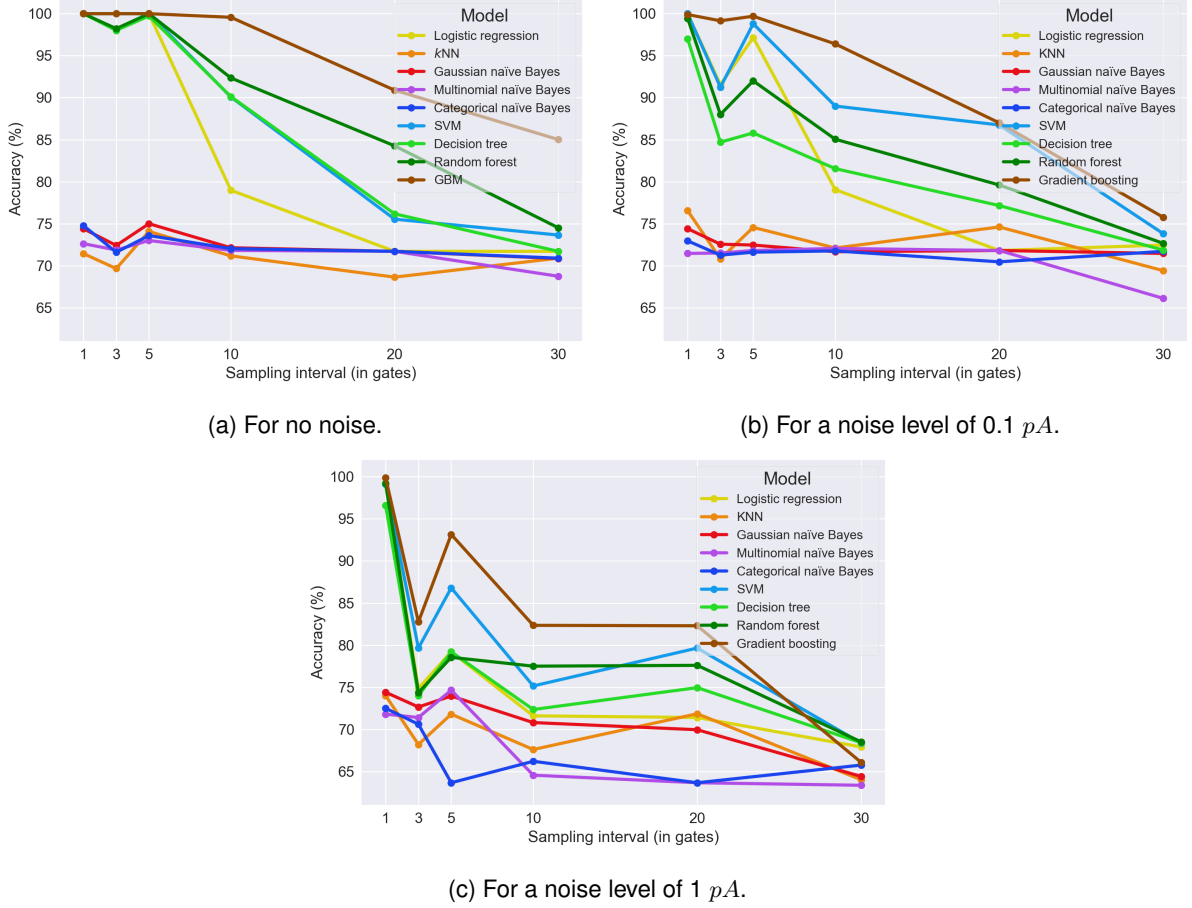 100
95
90
85
80
75
70
65
Accuracy (%)
Model
Logistic regression
kNN
Gaussian naïve Bayes
Multinomial naïve Bayes
Categorical naïve Bayes
SVM
Decision tree
Random forest
GBM
1 3 5 10 20 30
Sampling interval (in gates)
(a) For no noise.
100
95
90
85
80
75
70
65
Accuracy (%)
Model
Logistic regression
KNN
Gaussian naïve Bayes
Multinomial naïve Bayes
Categorical naïve Bayes
SVM
Decision tree
Random forest
Gradient boosting
1 3 5 10 20 30
Sampling interval (in gates)
(b) For a noise level of 0.1 pA.
100
95
90
85
80
75
70
65
Accuracy (%)
Model
Logistic regression
KNN
Gaussian naïve Bayes
Multinomial naïve Bayes
Categorical naïve Bayes
SVM
Decision tree
Random forest
Gradient boosting
1 3 5 10 20 30
Sampling interval (in gates)
(c) For a noise level of 1 pA.